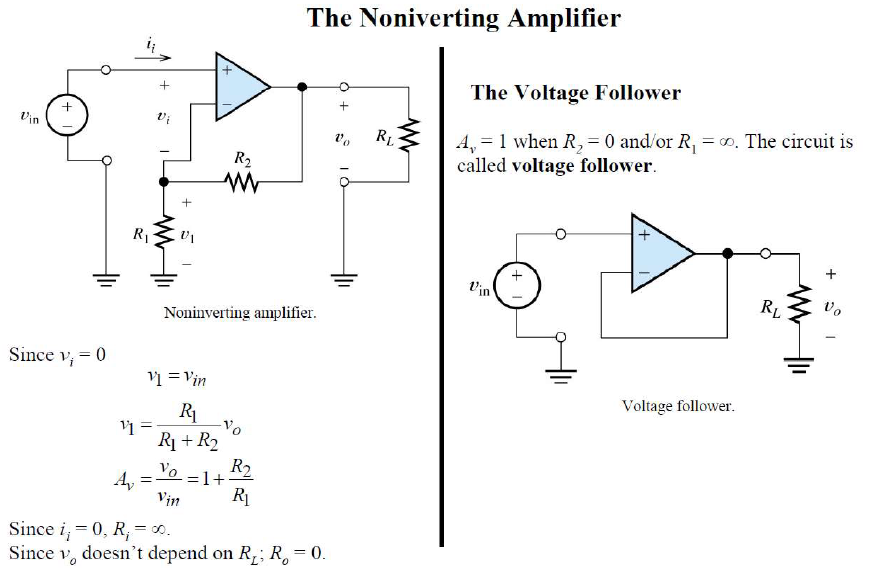 The Noniverting Amplifier
i_i
+
v_in
+
−
+
v_i
−
+
−
+
v_o
−
R_L
R_2
R_1
+
v_1
−
Noninverting amplifier.
Since v_i = 0
v_1 = v_in
v_1 = R_1 / (R_1 + R_2) v_o
A_v = v_o / v_in = 1 + R_2 / R_1
Since i_i = 0, R_i = ∞.
Since v_o doesn't depend on R_L; R_o = 0.
The Voltage Follower
A_v = 1 when R_2 = 0 and/or R_1 = ∞. The circuit is
called voltage follower.
v_in
+
−
+
−
R_L
+
v_o
−
Voltage follower.